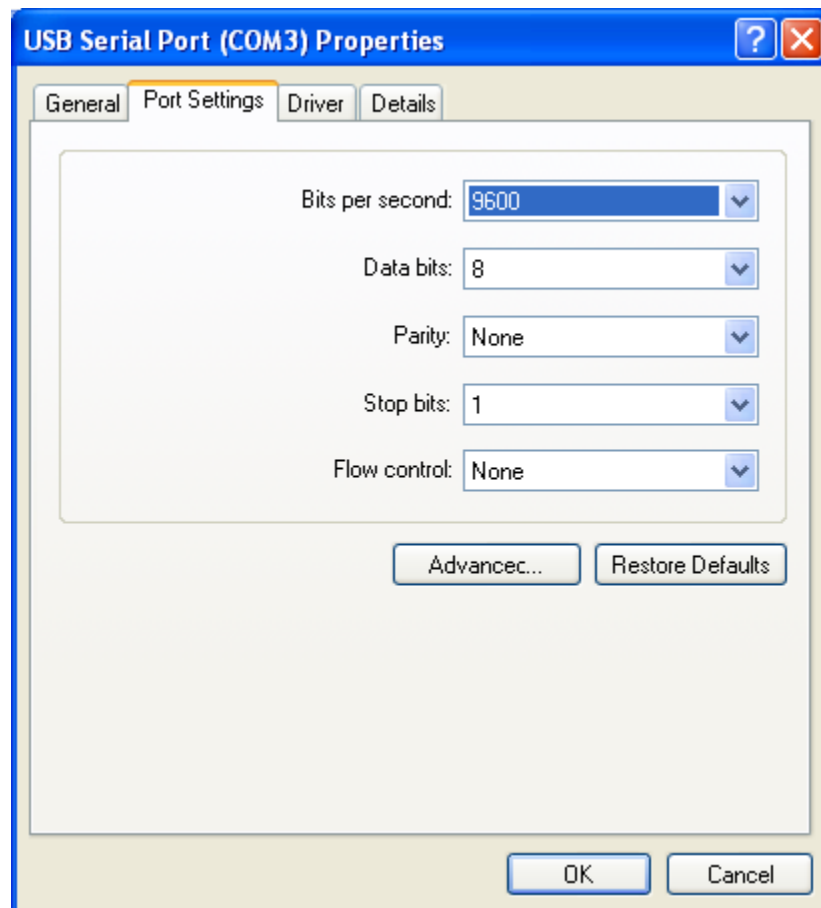 USB Serial Port (COM3) Properties
General Port Settings Driver Details
Bits per second: 9600
Data bits: 8
Parity: None
Stop bits: 1
Flow control: None
Advancec... Restore Defaults
OK Cancel